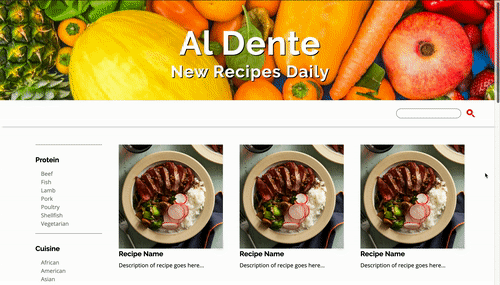 Al Dente
New Recipes Daily
Protein
Beef
Fish
Lamb
Pork
Poultry
Shellfish
Vegetarian
Cuisine
African
American
Asian
Recipe Name
Description of recipe goes here...
Recipe Name
Description of recipe goes here...
Recipe Name
Description of recipe goes here...